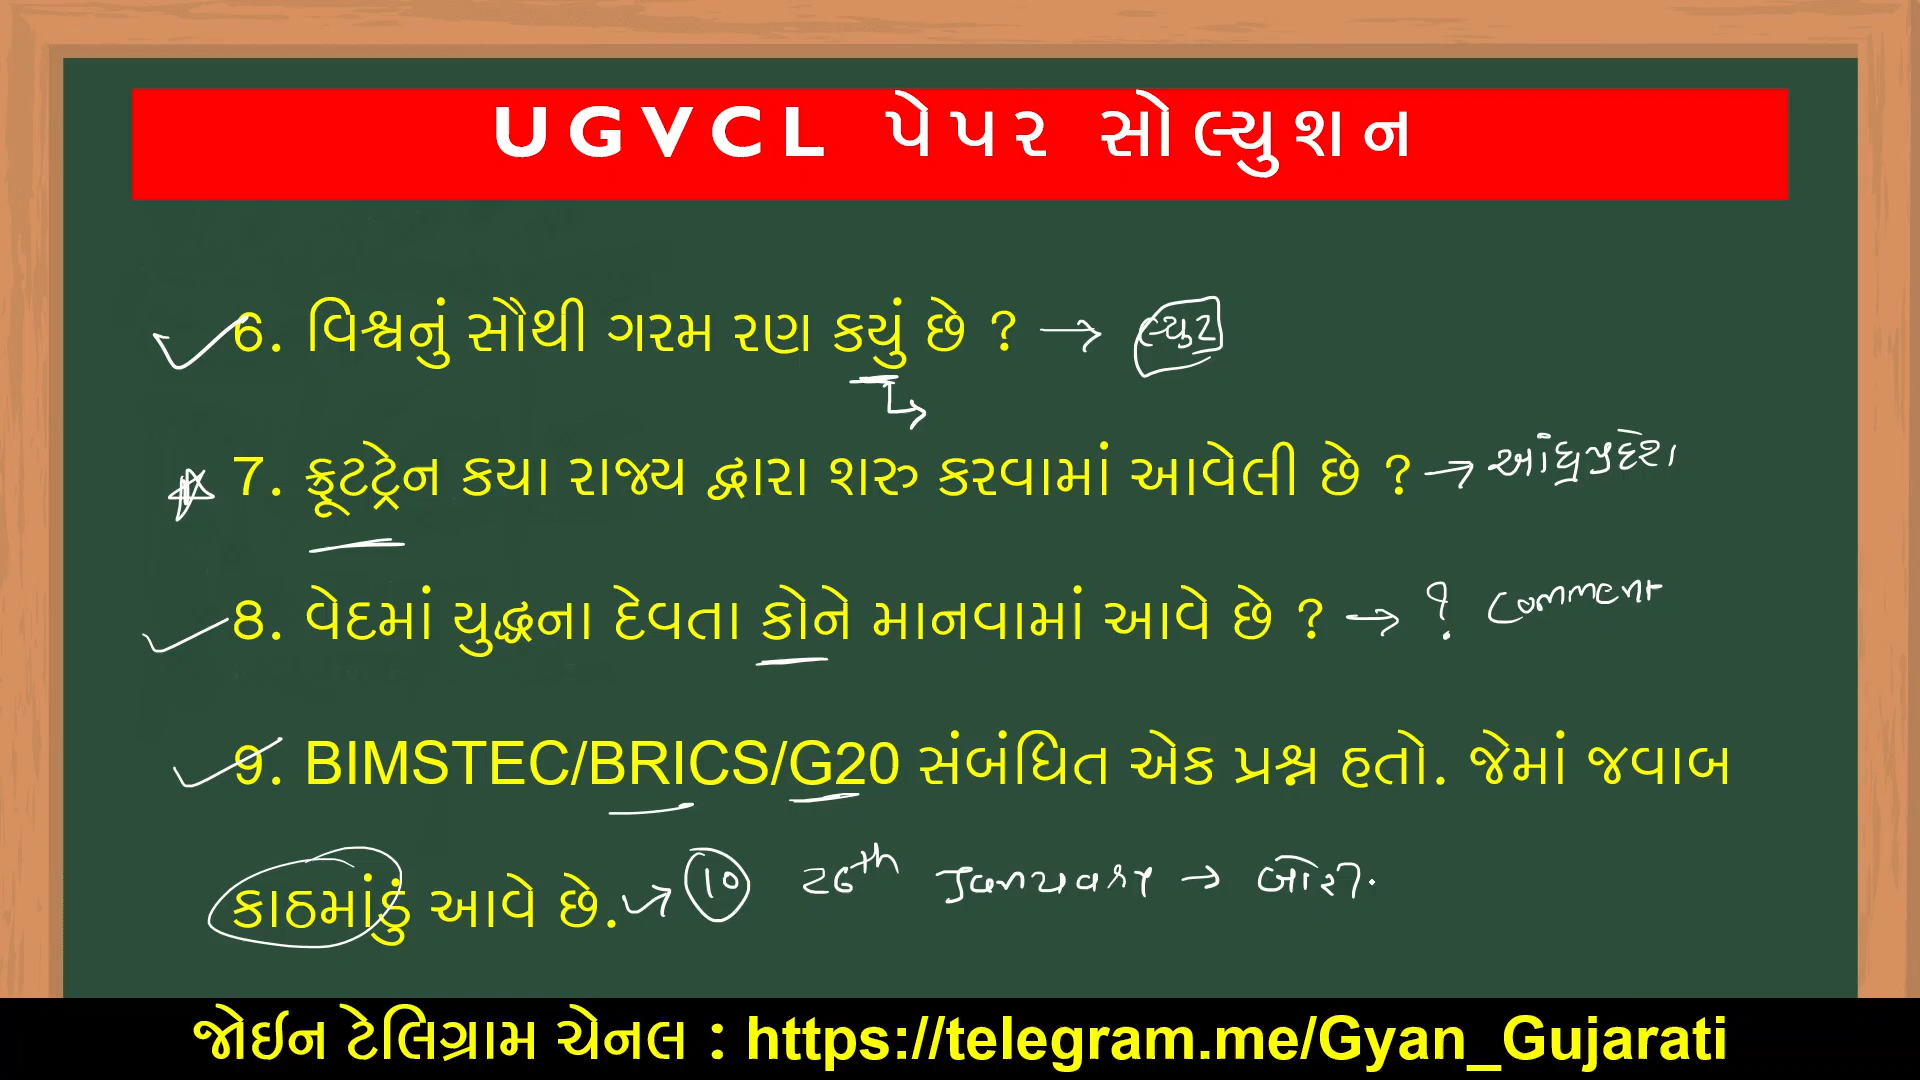 UGVCL પેપર સોલ્યુશન
6. વિશ્વનું સૌથી ગરમ રણ કયું છે ? →
7. ફ્રૂટટ્રેન કયા રાજ્ય દ્વારા શરુ કરવામાં આવેલી છે ? → આંધ્રપ્રદેશ
8. વેદમાં યુદ્ધના દેવતા કોને માનવામાં આવે છે ? → ? comment
9. BIMSTEC/BRICS/G20 સંબંધિત એક પ્રશ્ન હતો. જેમાં જવાબ
કાઠમાંડું આવે છે. 10 26th →
જોઈન ટેલિગ્રામ ચેનલ : https://telegram.me/Gyan_Gujarati